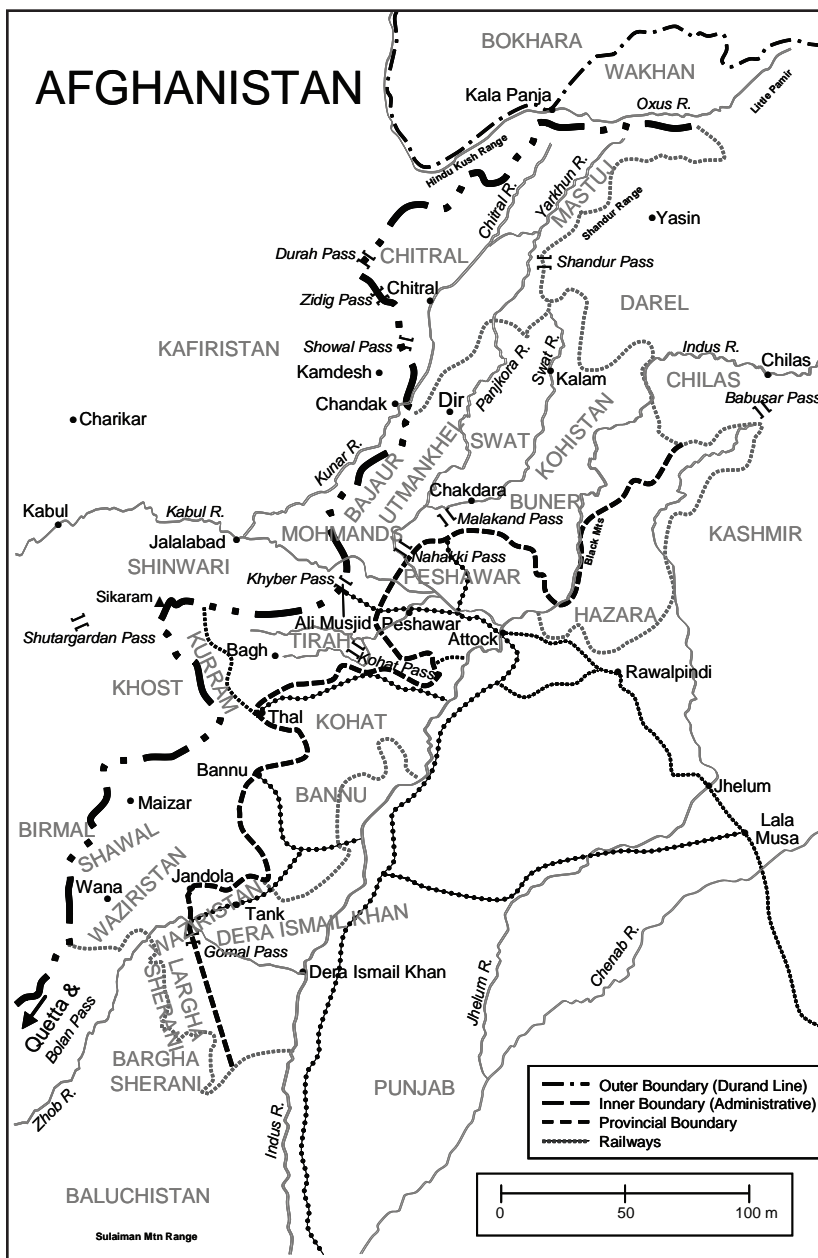 BOKHARA
AFGHANISTAN
WAKHAN
Kala Panja
Oxus R.
Little Pamir
Hindu Kush Range
Chitral R.
Yarkhun R.
MASTUJ
Shandur Range
Yasin
Durah Pass
CHITRAL
Shandur Pass
Zidig Pass
Chitral
DAREL
KAFIRISTAN
Showal Pass
Indus R.
Chilas
Kamdesh
Panjkora R.
Swat R.
Kalam
CHILAS
Babusar Pass
Chandak
Dir
Charikar
SWAT
KOHISTAN
Kunar R.
BAJAUR
UTMANKHEL
Chakdara
BUNER
Kabul
Kabul R.
Malakand Pass
Black Mts
KASHMIR
Jalalabad
MOHMANDS
Nahakki Pass
SHINWARI
Khyber Pass
PESHAWAR
Sikaram
HAZARA
Ali Musjid
Peshawar
Shutargardan Pass
Bagh
TIRAH
Attock
Kohat Pass
KURRAM
Rawalpindi
KHOST
Thal
KOHAT
Bannu
BANNU
Jhelum
Maizar
BIRMAL
SHAWAL
Lala
Musa
WAZIRISTAN
Wana
Jandola
WAZIRISTAN
Tank
DERA ISMAIL KHAN
Gomal Pass
Chenab R.
Dera Ismail Khan
Jhelum R.
LARGHA
SHERANI
Quetta &
Bolan Pass
BARGHA
SHERANI
PUNJAB
Zhob R.
Indus R.
BALUCHISTAN
Sulaiman Mtn Range
Outer Boundary (Durand Line)
Inner Boundary (Administrative)
Provincial Boundary
Railways
0 50 100 m